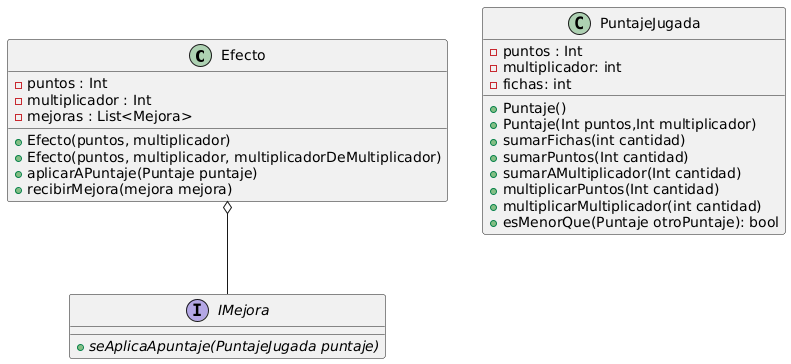 C Efecto
puntos : Int
multiplicador : Int
mejoras : List<Mejora>
Efecto(puntos, multiplicador)
Efecto(puntos, multiplicador, multiplicadorDeMultiplicador)
aplicarAPuntaje(Puntaje puntaje)
recibirMejora(mejora mejora)
C PuntajeJugada
puntos : Int
multiplicador: int
fichas: int
Puntaje()
Puntaje(Int puntos,Int multiplicador)
sumarFichas(int cantidad)
sumarPuntos(Int cantidad)
sumarAMultiplicador(Int cantidad)
multiplicarPuntos(Int cantidad)
multiplicarMultiplicador(int cantidad)
esMenorQue(Puntaje otroPuntaje): bool
I IMejora
seAplicaApuntaje(PuntajeJugada puntaje)